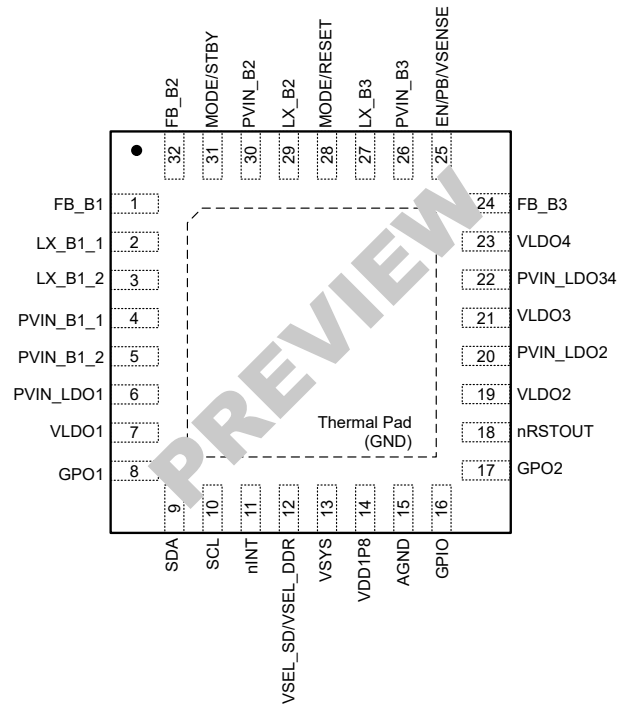 FB_B2
MODE/STBY
PVIN_B2
LX_B2
MODE/RESET
LX_B3
PVIN_B3
EN/PB/VSENSE
32
31
30
29
28
27
26
25
FB_B1 1
LX_B1_1 2
LX_B1_2 3
PVIN_B1_1 4
PVIN_B1_2 5
PVIN_LDO1 6
VLDO1 7
GPO1 8
24 FB_B3
23 VLDO4
22 PVIN_LDO34
21 VLDO3
20 PVIN_LDO2
19 VLDO2
18 nRSTOUT
17 GPO2
PREVIEW
Thermal Pad
(GND)
9
10
11
12
13
14
15
16
SDA
SCL
nINT
VSEL_SD/VSEL_DDR
VSYS
VDD1P8
AGND
GPIO